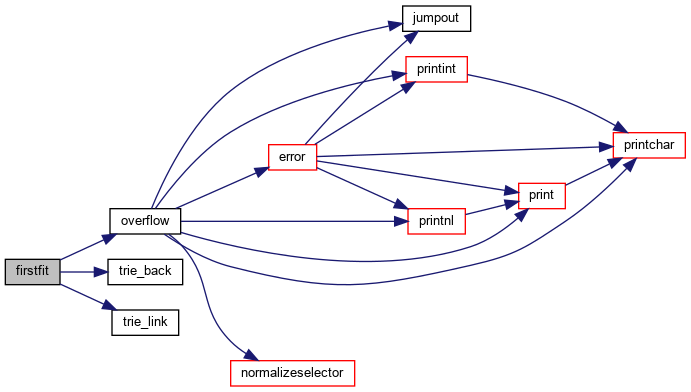 jumpout
printint
printchar
error
print
overflow
printnl
firstfit
trie_back
trie_link
normalizeselector